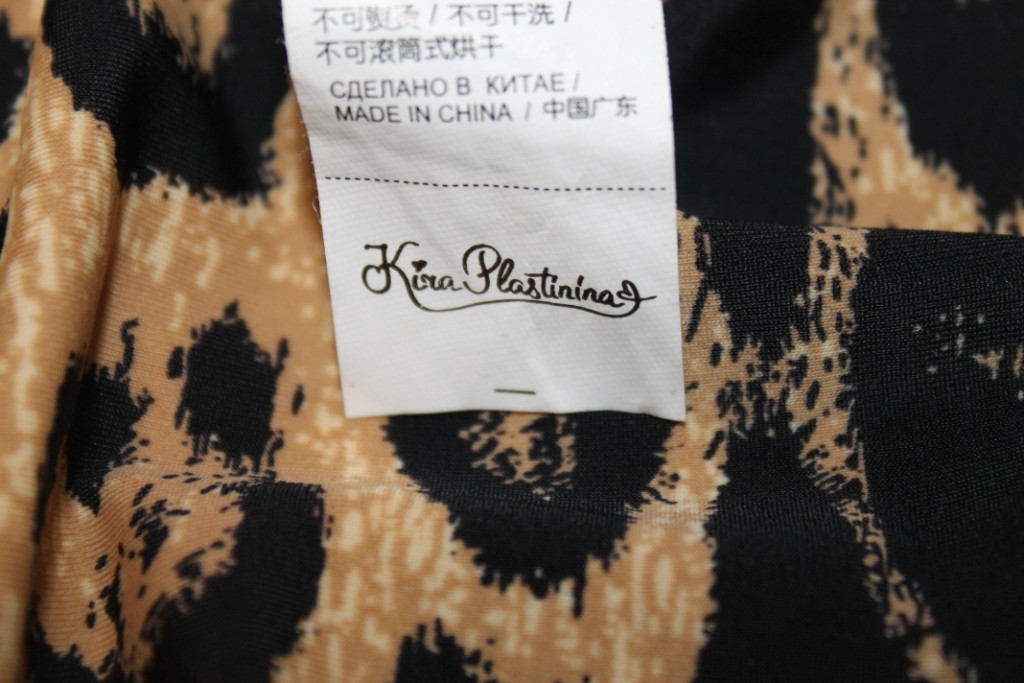 不可熨烫 / 不可干洗 /
不可滚筒式烘干
СДЕЛАНО В КИТАЕ /
MADE IN CHINA / 中国广东
Kira Plastinina